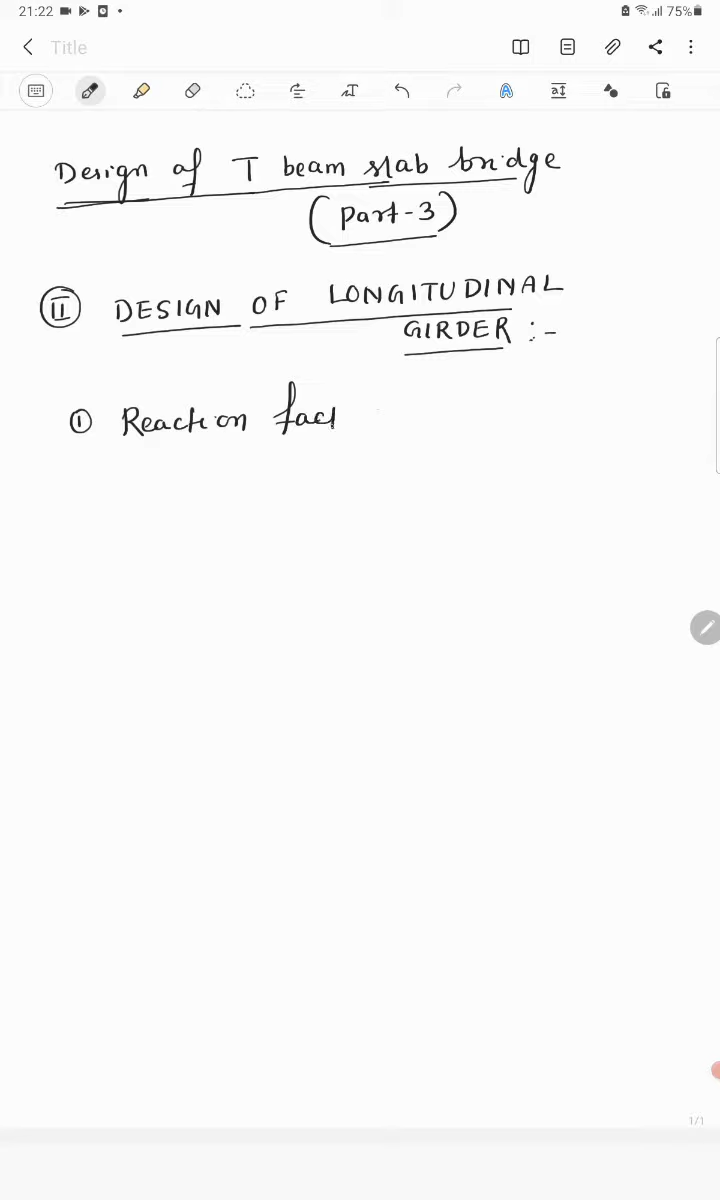 21:22
75%
Title
Design of T beam slab bridge
(Part-3)
II DESIGN OF LONGITUDINAL
GIRDER :-
1 Reaction fact
1/1